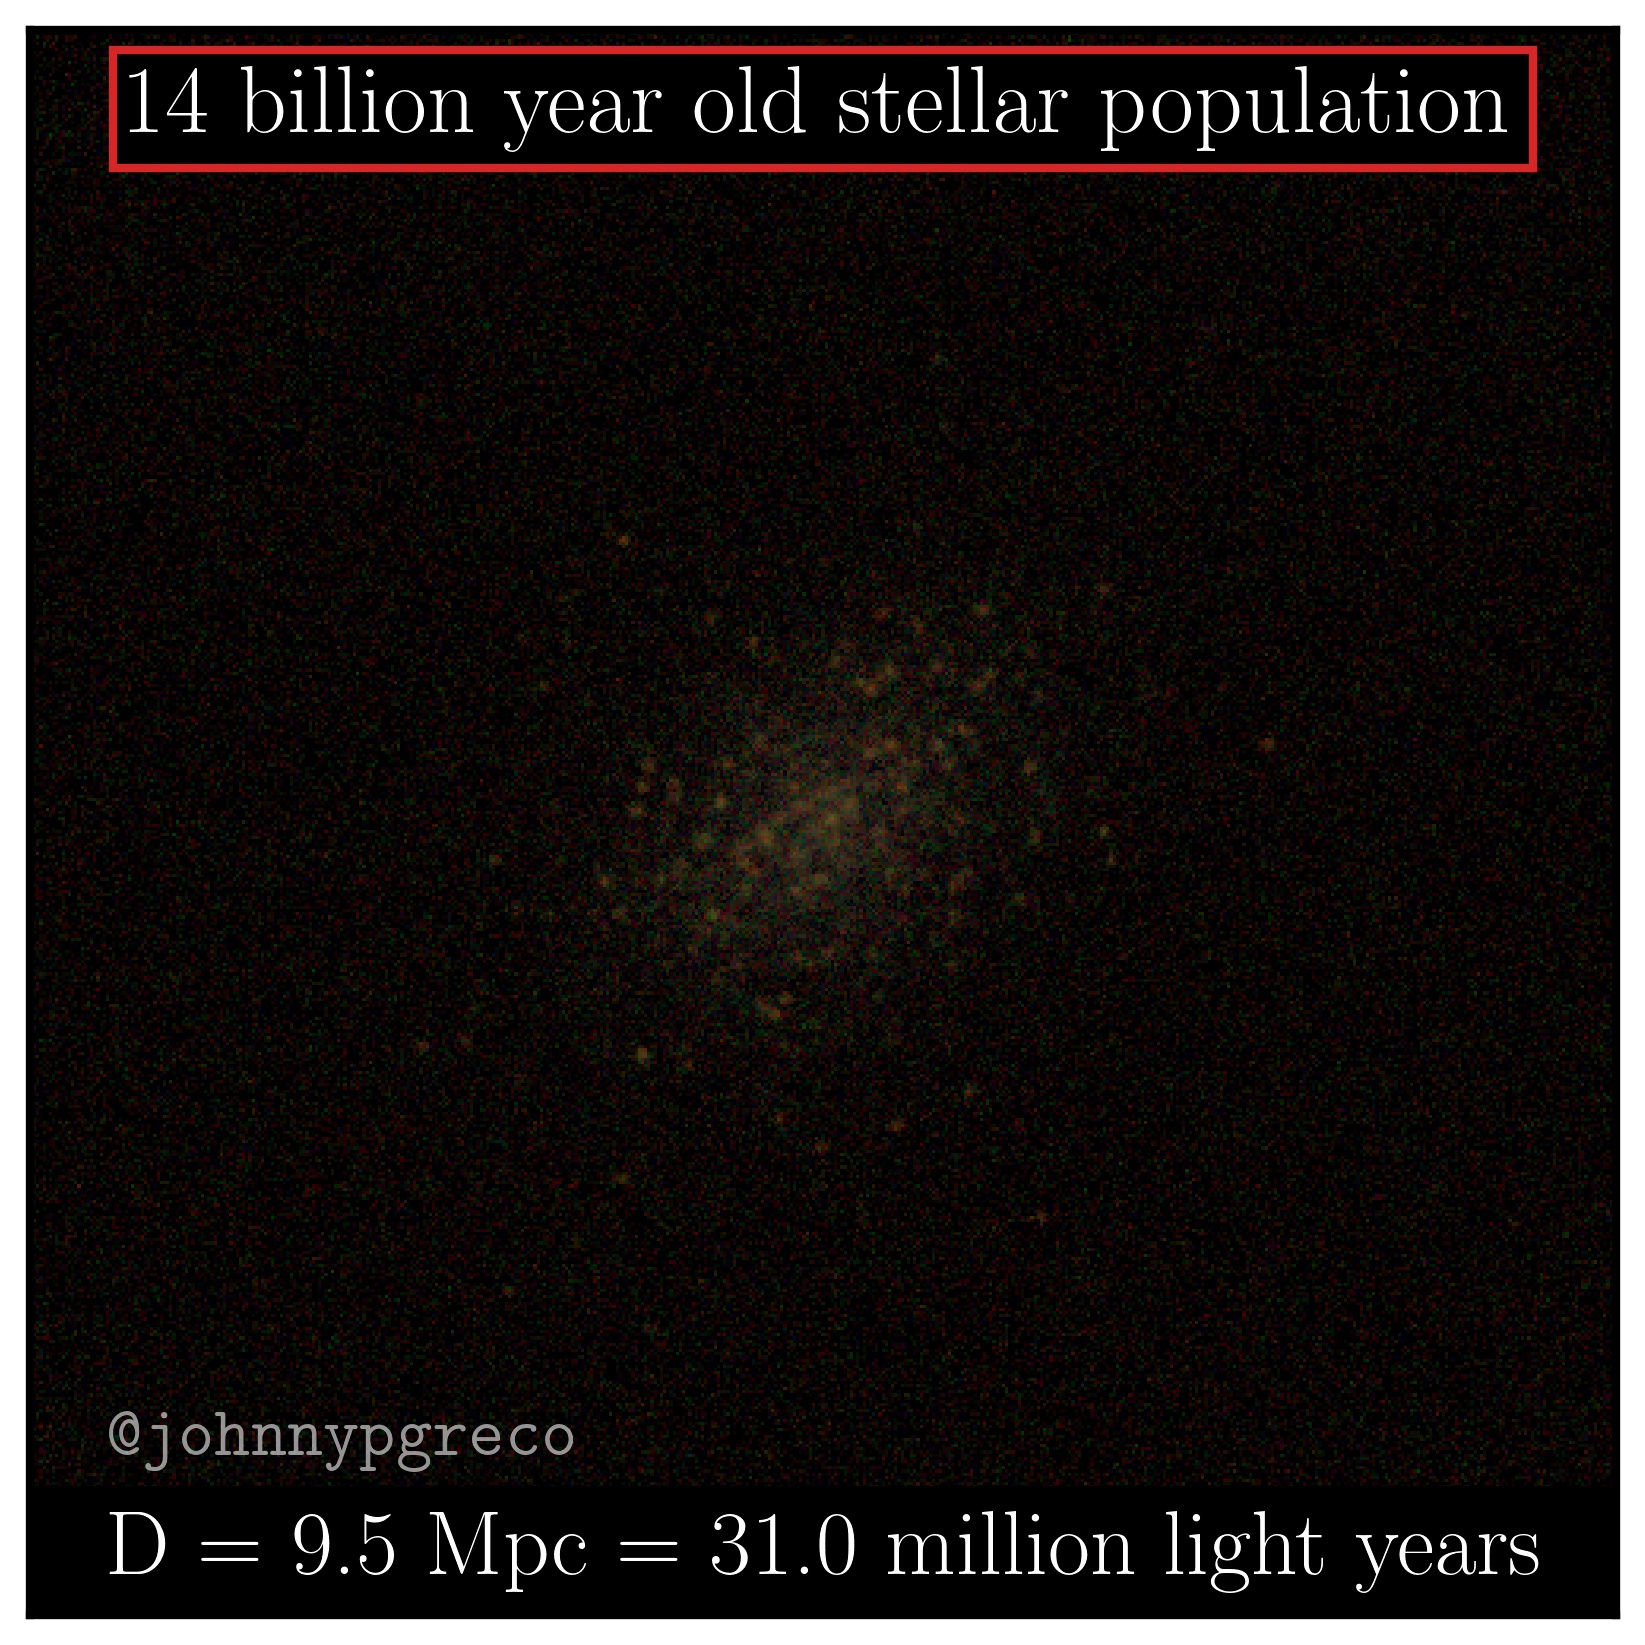 14 billion year old stellar population
@johnnypgreco
D = 9.5 Mpc = 31.0 million light years